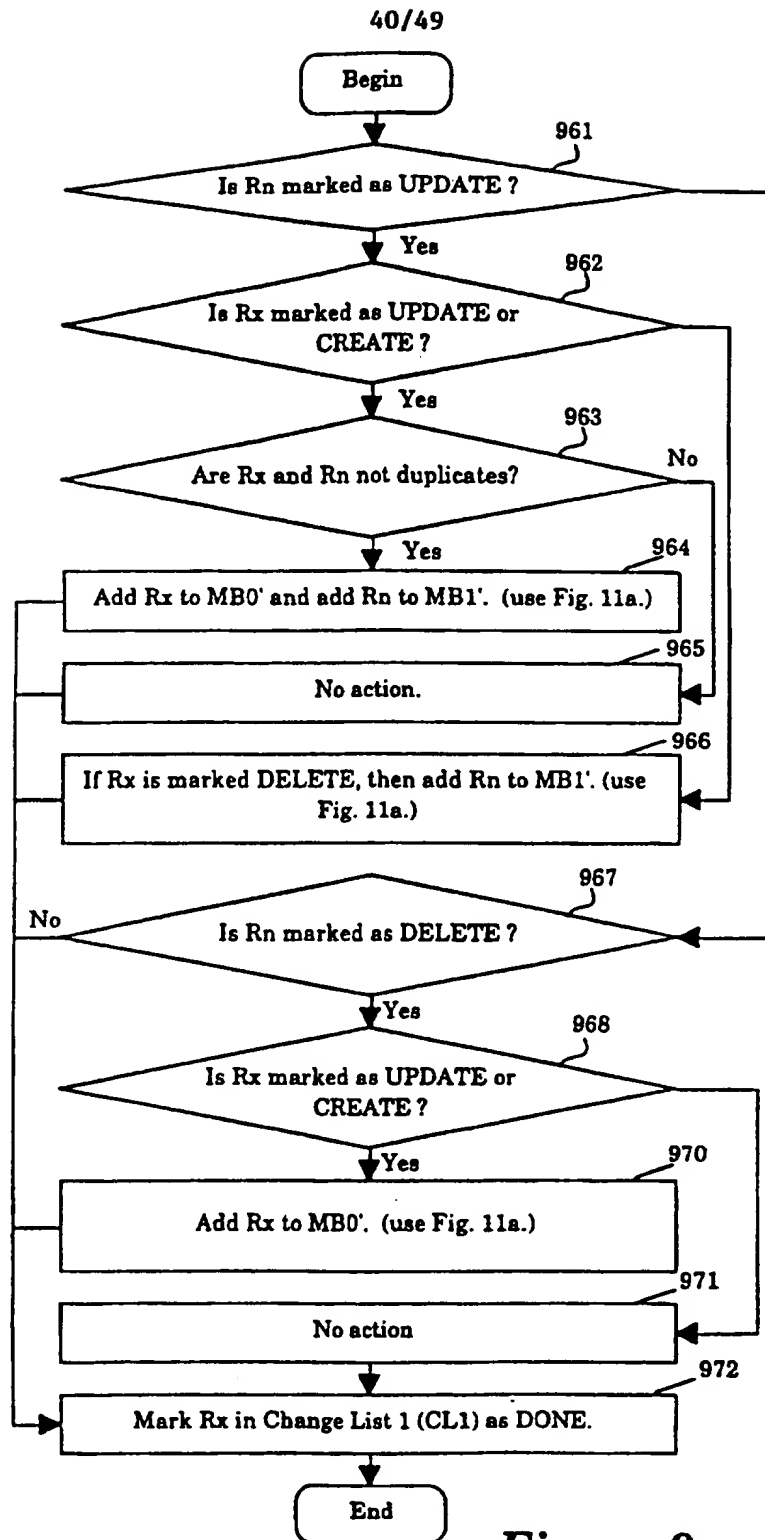 40/49
Begin
961
Is Rn marked as UPDATE ?
Yes
962
Is Rx marked as UPDATE or
CREATE ?
Yes
963
Are Rx and Rn not duplicates?
No
Yes
964
Add Rx to MB0' and add Rn to MB1'. (use Fig. 11a.)
965
No action.
966
If Rx is marked DELETE, then add Rn to MB1'. (use
Fig. 11a.)
967
No
Is Rn marked as DELETE ?
Yes
968
Is Rx marked as UPDATE or
CREATE ?
Yes
970
Add Rx to MB0'. (use Fig. 11a.)
971
No action
972
Mark Rx in Change List 1 (CL1) as DONE.
End